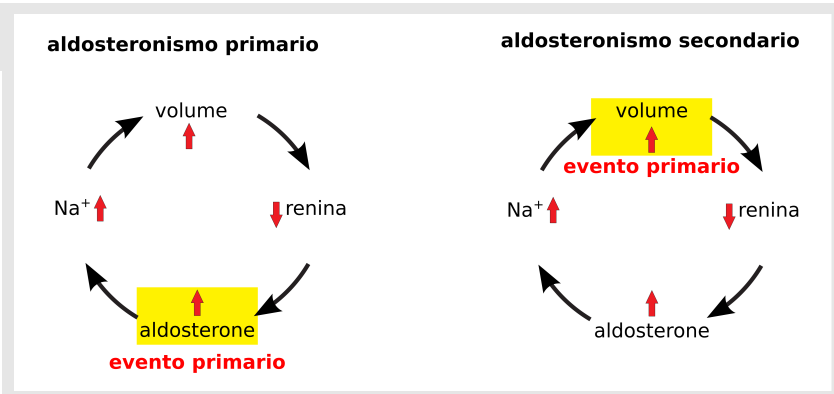 aldosteronismo primario
volume
Na⁺
renina
aldosterone
evento primario
aldosteronismo secondario
volume
evento primario
Na⁺
renina
aldosterone